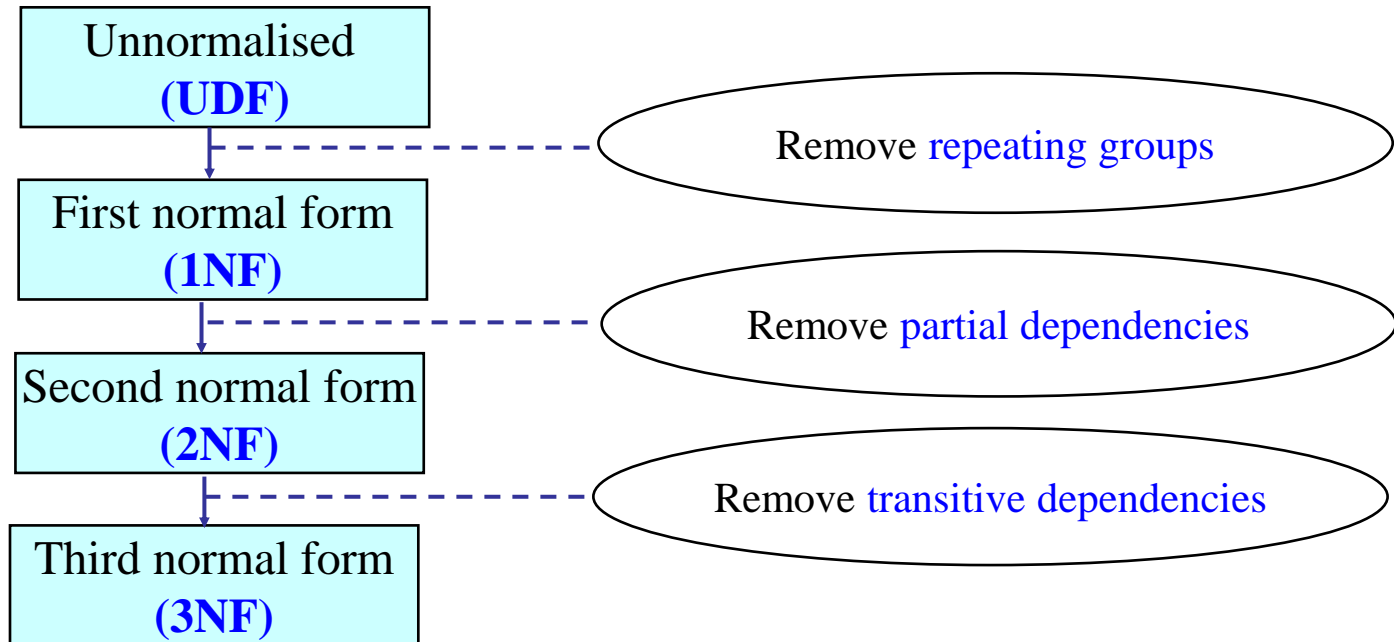 Unnormalised
(UDF)
Remove repeating groups
First normal form
(1NF)
Remove partial dependencies
Second normal form
(2NF)
Remove transitive dependencies
Third normal form
(3NF)